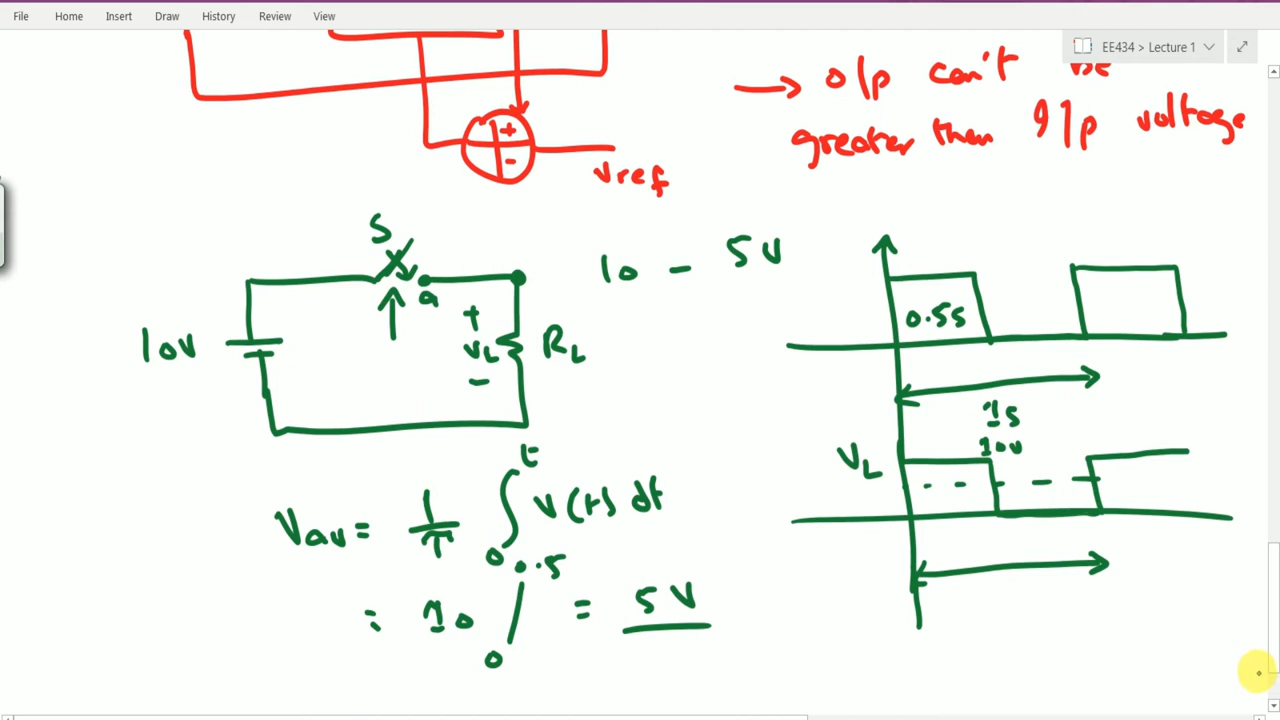 File Home Insert Draw History Review View
EE434 > Lecture 1
→ o/p can't be
greater than I/p voltage
+
-
Vref
S
10 - 5V
a
+
10V
VL
RL
-
0.5s
1s
10V
VL
Vav = 1/T ∫₀ᵗ v(t) dt
= 10 |₀^0.5 = 5V